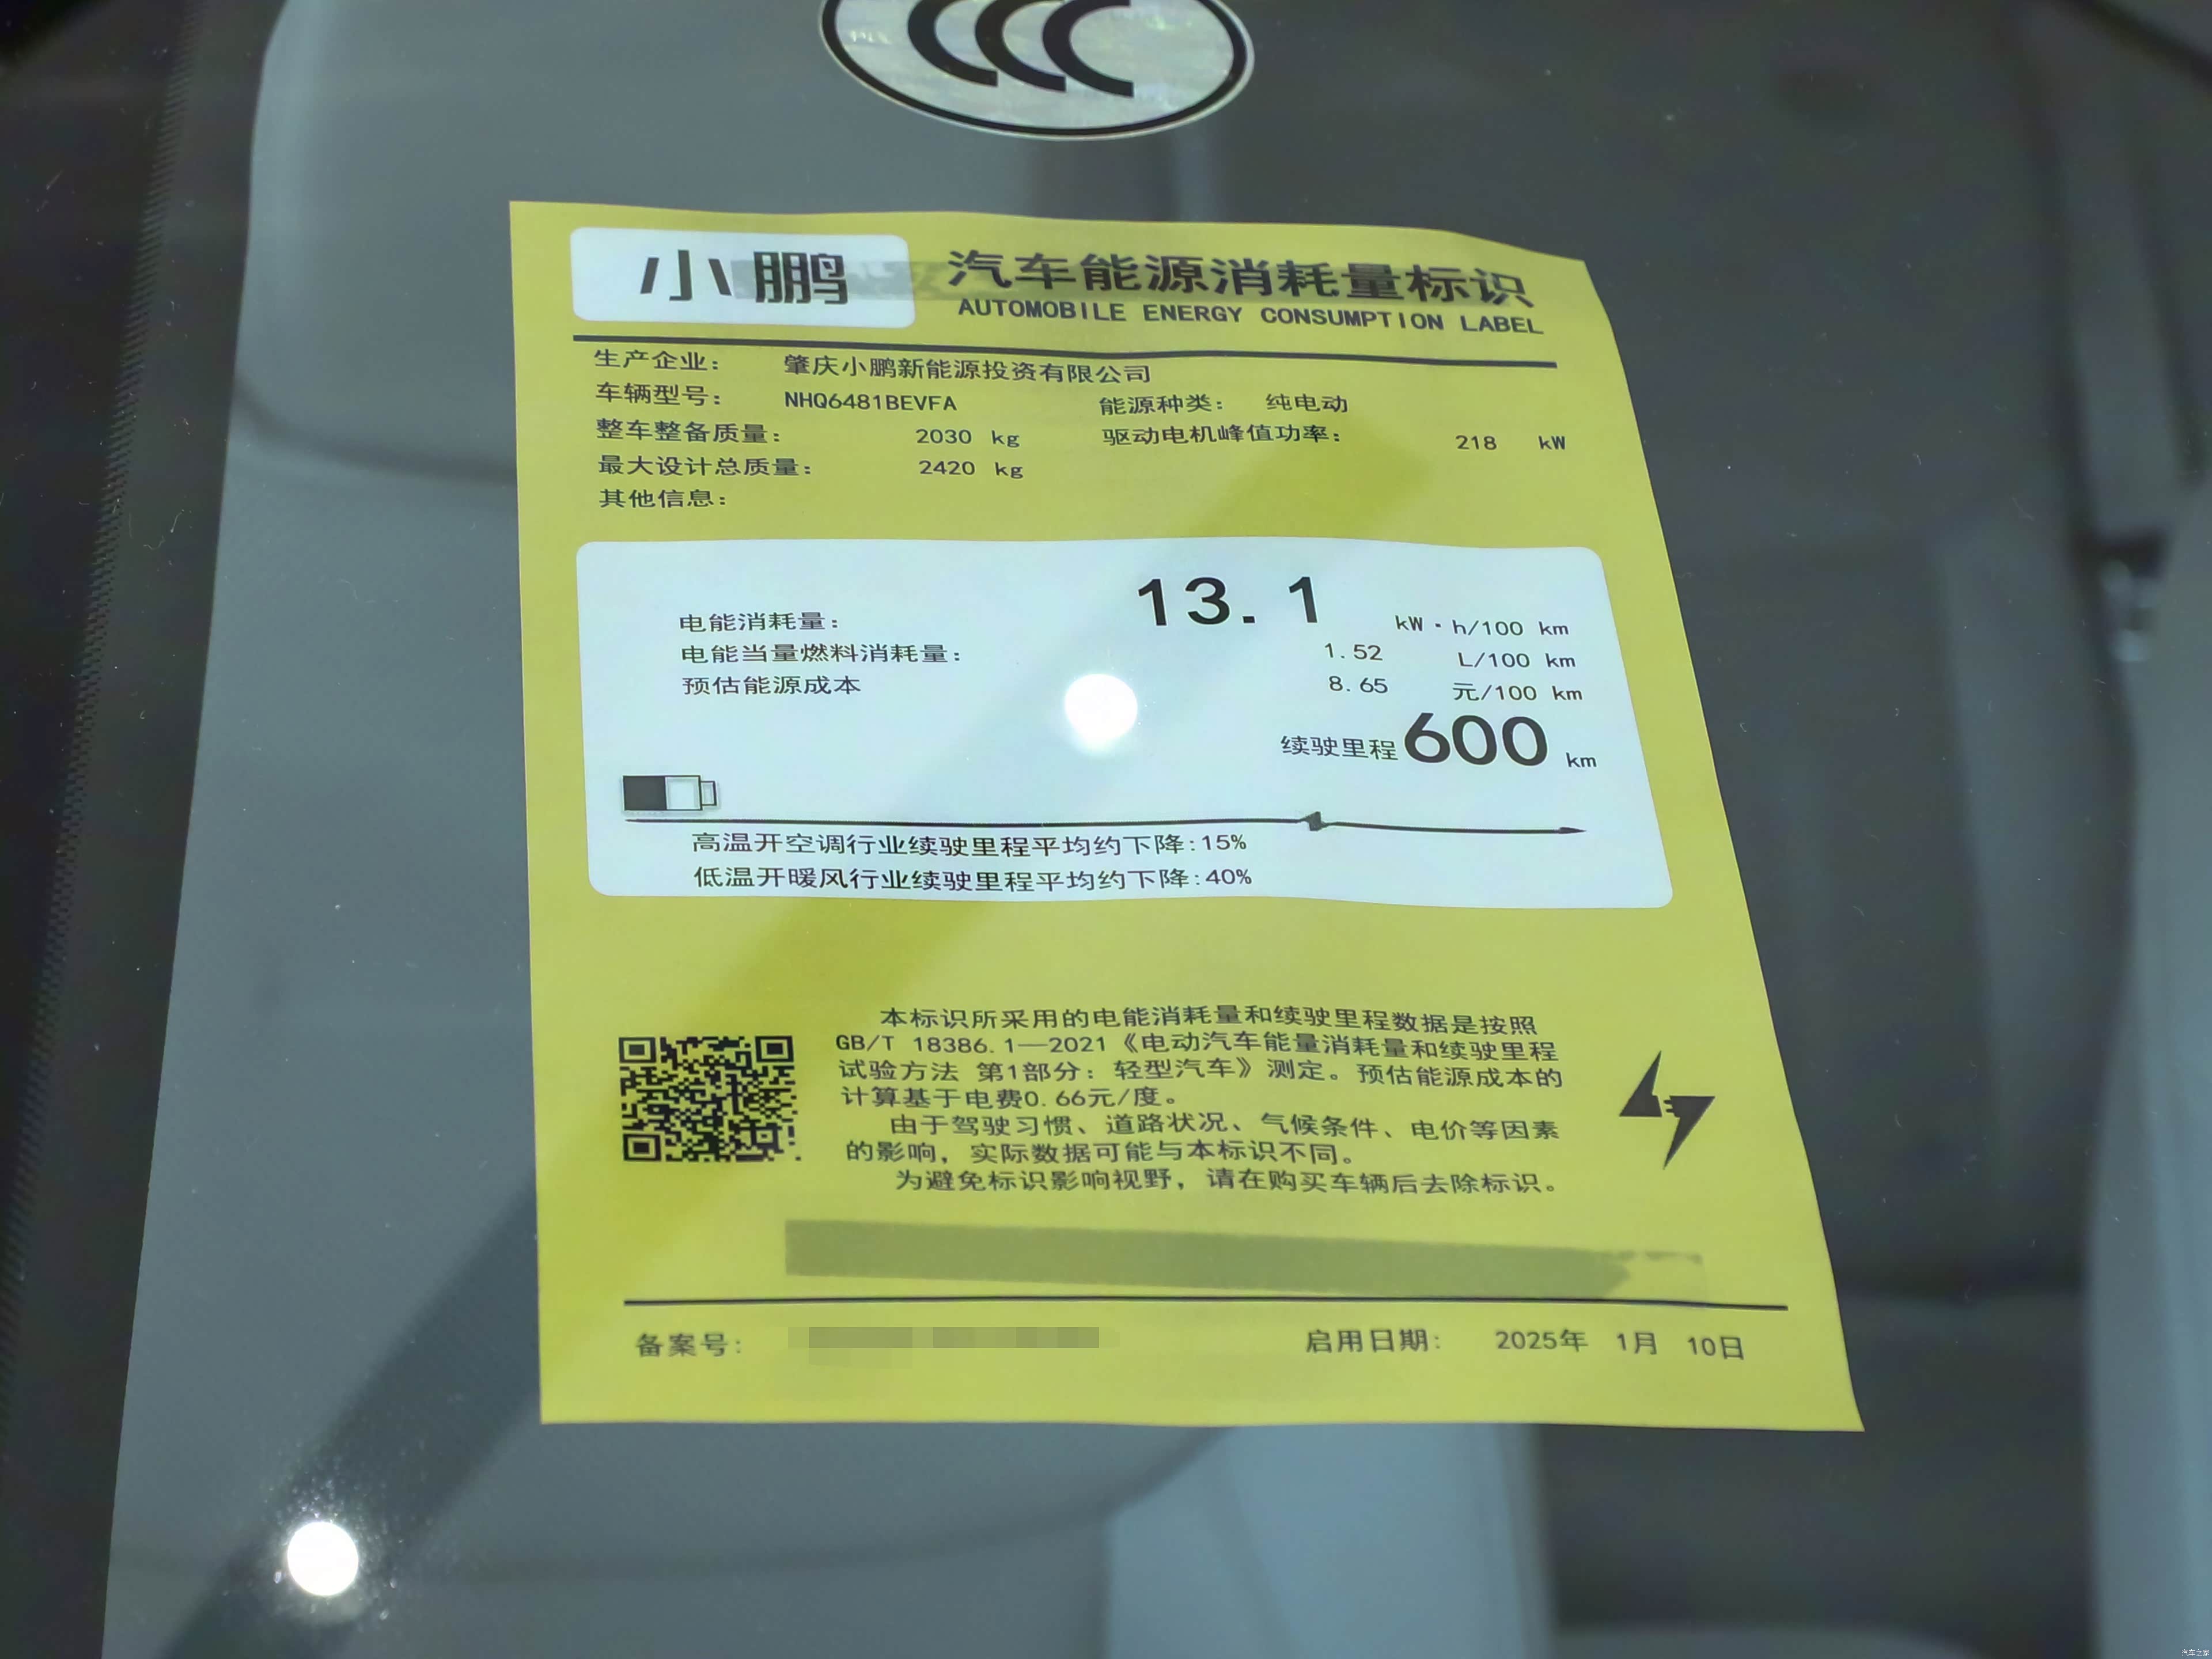 CCC
小鹏 汽车能源消耗量标识
AUTOMOBILE ENERGY CONSUMPTION LABEL
生产企业: 肇庆小鹏新能源投资有限公司
车辆型号: NHQ6481BEVFA 能源种类: 纯电动
整车整备质量: 2030 kg 驱动电机峰值功率: 218 kW
最大设计总质量: 2420 kg
其他信息:
电能消耗量: 13.1 kW·h/100 km
电能当量燃料消耗量: 1.52 L/100 km
预估能源成本 8.65 元/100 km
续驶里程 600 km
高温开空调行业续驶里程平均约下降:15%
低温开暖风行业续驶里程平均约下降:40%
本标识所采用的电能消耗量和续驶里程数据是按照
GB/T 18386.1—2021《电动汽车能量消耗量和续驶里程
试验方法 第1部分: 轻型汽车》测定。预估能源成本的
计算基于电费0.66元/度。
由于驾驶习惯、道路状况、气候条件、电价等因素
的影响, 实际数据可能与本标识不同。
为避免标识影响视野, 请在购买车辆后去除标识。
备案号: 启用日期: 2025年 1月 10日
汽车之家